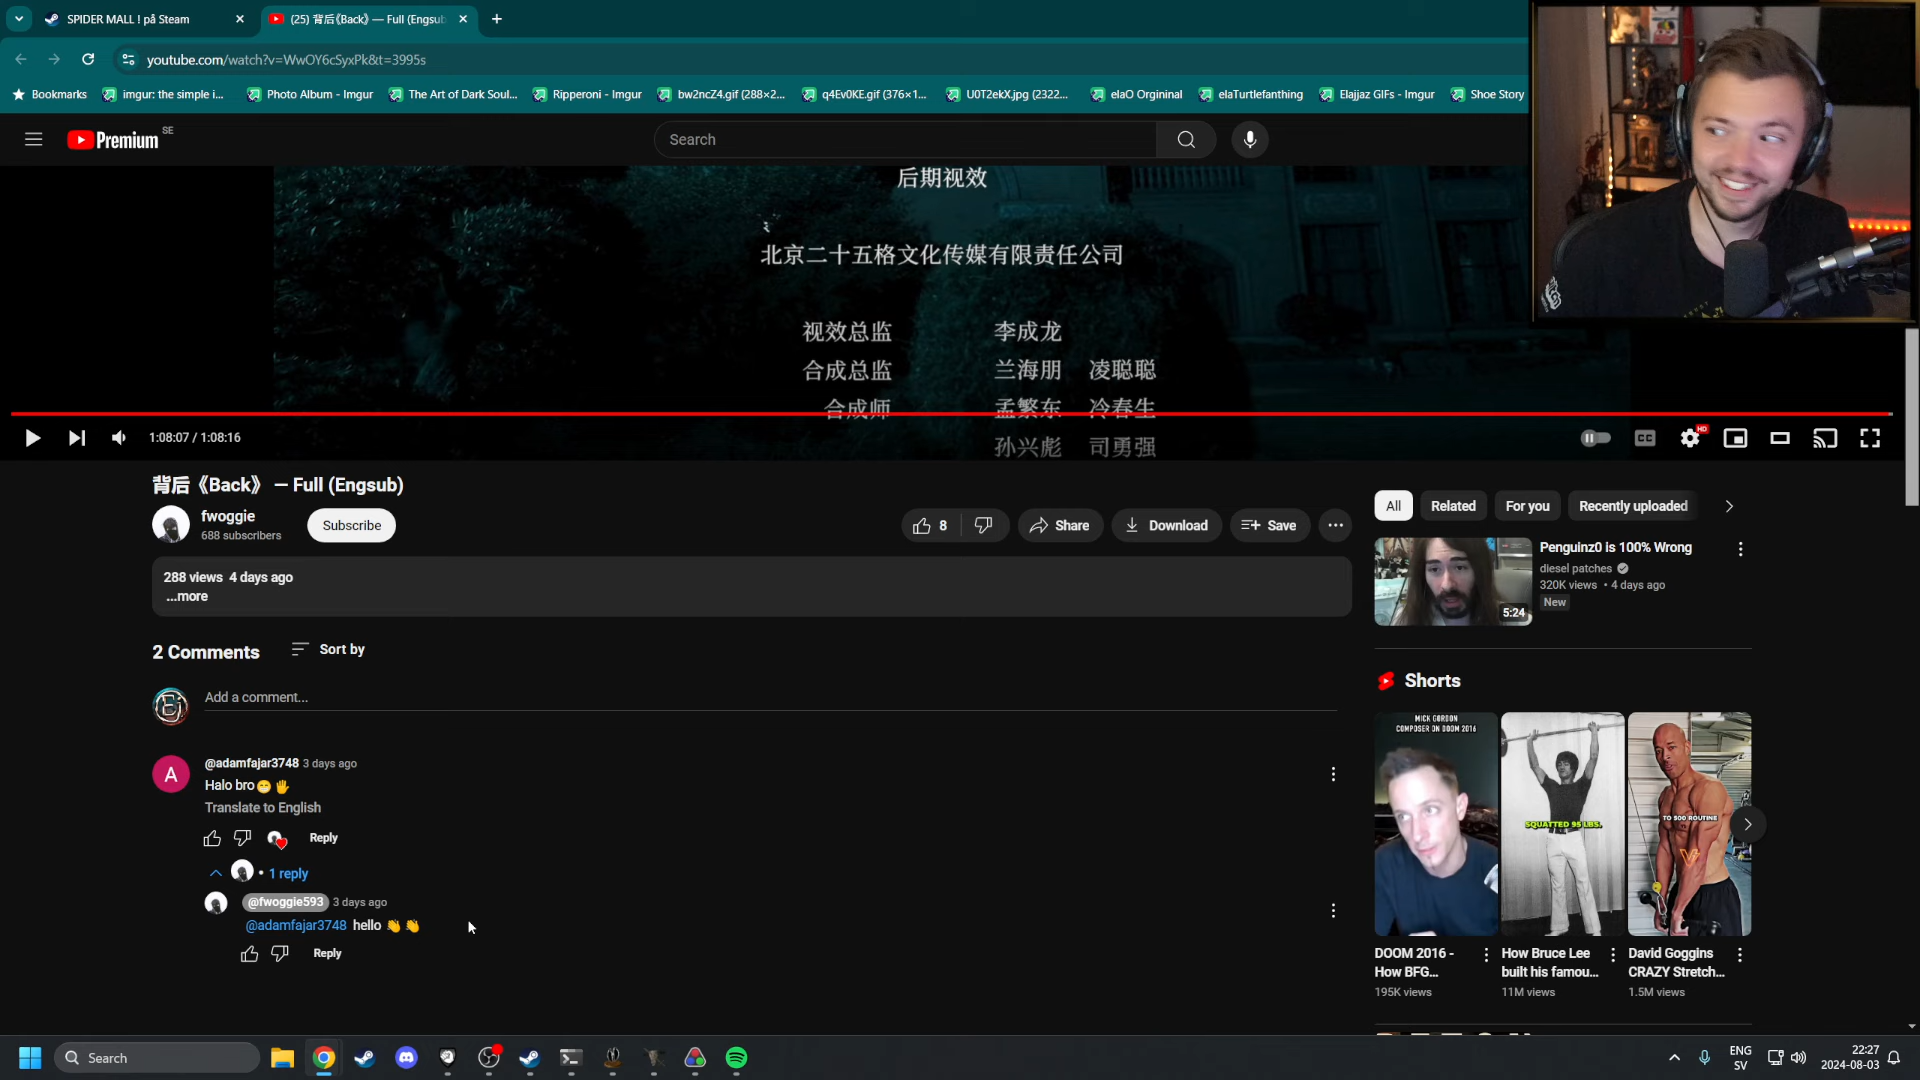 SPIDER MALL ! på Steam
(25) 背后《Back》 — Full (Engsub
youtube.com/watch?v=WwOY6cSyxPk&t=3995s
Bookmarks
imgur: the simple i...
Photo Album - Imgur
The Art of Dark Soul...
Ripperoni - Imgur
bw2ncZ4.gif (288×2...
q4Ev0KE.gif (376×1...
U0T2ekX.jpg (2322...
elaO Orgininal
elaTurtlefanthing
Elajjaz GIFs - Imgur
Shoe Story
Premium SE
Search
后期视效
北京二十五格文化传媒有限责任公司
视效总监 李成龙
合成总监 兰海朋 凌聪聪
合成师 孟繁东 冷春生
孙兴彪 司勇强
1:08:07 / 1:08:16
CC
HD
背后《Back》 — Full (Engsub)
fwoggie
688 subscribers
Subscribe
8
Share
Download
Save
288 views 4 days ago
...more
2 Comments
Sort by
Add a comment...
A
@adamfajar3748 3 days ago
Halo bro😁🖐
Translate to English
Reply
• 1 reply
@fwoggie593 3 days ago
@adamfajar3748 hello 👏 👏
Reply
All
Related
For you
Recently uploaded
Penguinz0 is 100% Wrong
diesel patches
320K views • 4 days ago
New
5:24
Shorts
MICK GORDON
COMPOSER ON DOOM 2016
SQUATTED 95 LBS.
TO 500 ROUTINE
DOOM 2016 -
How BFG...
195K views
How Bruce Lee
built his famou...
11M views
David Goggins
CRAZY Stretch...
1.5M views
Search
ENG
SV
22:27
2024-08-03